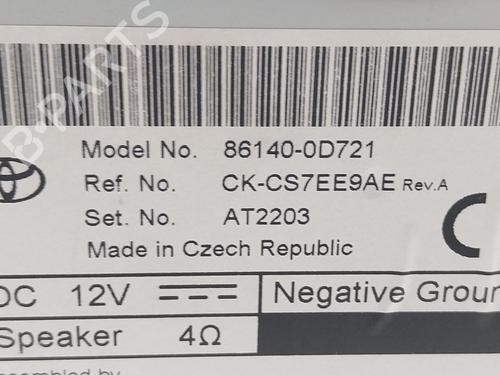 Model No. 86140-0D721
Ref. No. CK-CS7EE9AE Rev.A
Set. No. AT2203
Made in Czech Republic
DC 12V Negative Groun
Speaker 4Ω
B-PARTS